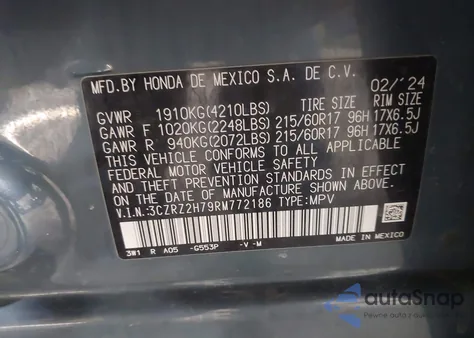 MFD.BY HONDA DE MEXICO S.A. DE C.V.
02/'24
GVWR 1910KG(4210LBS) TIRE SIZE RIM SIZE
GAWR F 1020KG(2248LBS) 215/60R17 96H 17X6.5J
GAWR R 940KG(2072LBS) 215/60R17 96H 17X6.5J
THIS VEHICLE CONFORMS TO ALL APPLICABLE
FEDERAL MOTOR VEHICLE SAFETY
STANDARDS IN EFFECT ON THE DATE OF
MANUFACTURE SHOWN ABOVE.
V.I.N.:3CZRZ2H79RM772186 TYPE:MPV
3W1 R A05 -G553P -V-M
MADE IN MEXICO
autoSnap
Pewne auto z